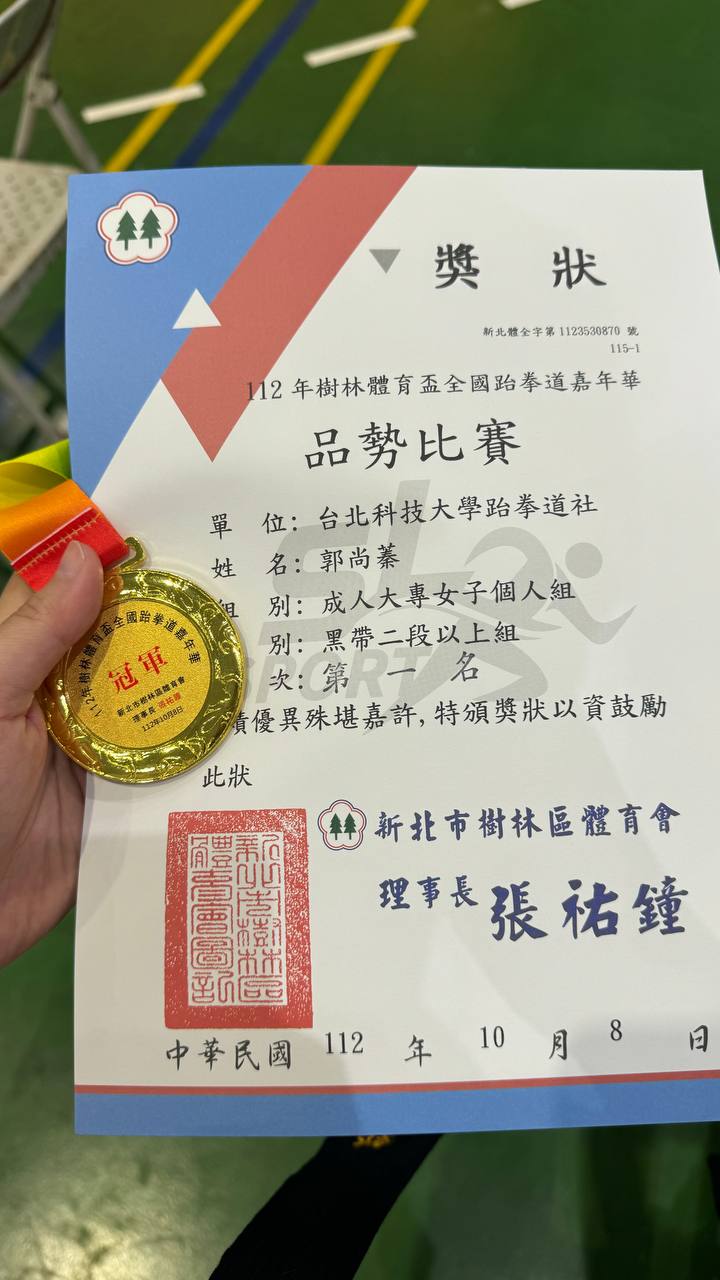 獎 狀
新北體全字第 1123530870 號
115-1
112 年樹林體育盃全國跆拳道嘉年華
品勢比賽
單 位: 台北科技大學跆拳道社
姓 名: 郭尚蓁
組 別: 成人大專女子個人組
別: 黑帶二段以上組
次: 第 一 名
績優異殊堪嘉許, 特頒獎狀以資鼓勵
此狀
新北市樹林區體育會
理事長 張祐鐘
新北市樹林區體育會圖記
中華民國 112 年 10 月 8 日
SPORT
112年樹林體育盃全國跆拳道嘉年華
冠軍
新北市樹林區體育會
理事長 張祐鐘
112年10月8日